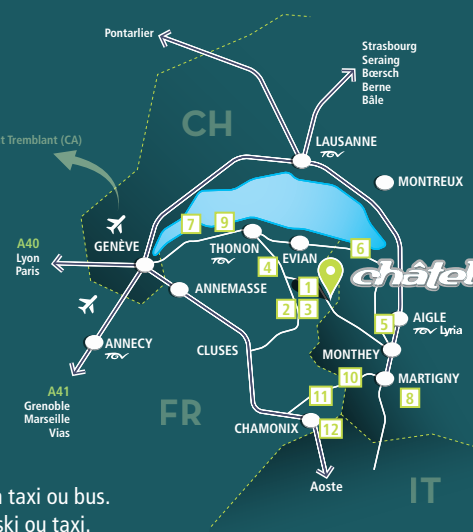 Pontarlier
Strasbourg
Seraing
Bœrsch
Berne
Bâle
CH
LAUSANNE
TGV
Tremblant (CA)
MONTREUX
7
9
A40
Lyon
Paris
GENÈVE
THONON
TGV
EVIAN
6
4
châtel
ANNEMASSE
1
2
3
5
AIGLE
TGV Lyria
ANNECY
TGV
CLUSES
MONTHEY
10
MARTIGNY
A41
Grenoble
Marseille
Vias
11
8
FR
CHAMONIX
12
Aoste
IT
taxi ou bus.
ski ou taxi.